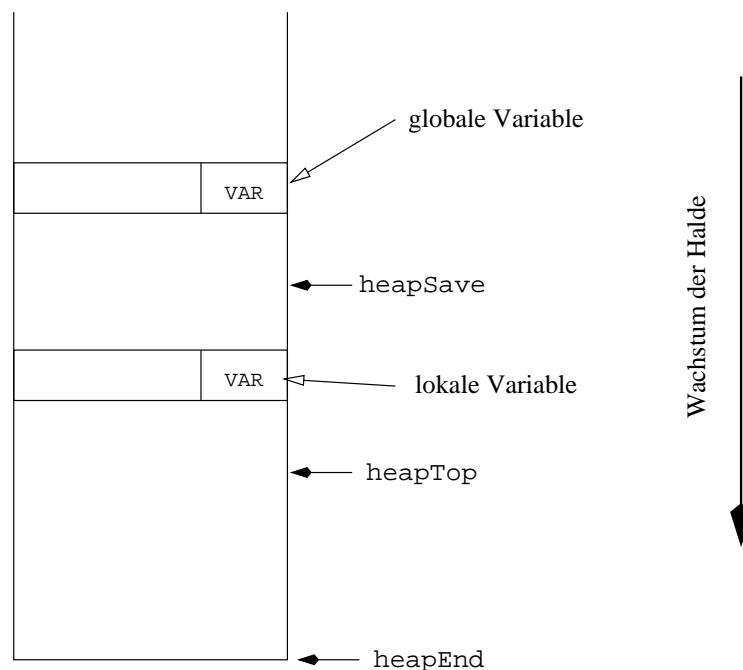 globale Variable
VAR
heapSave
VAR
lokale Variable
heapTop
heapEnd
Wachstum der Halde